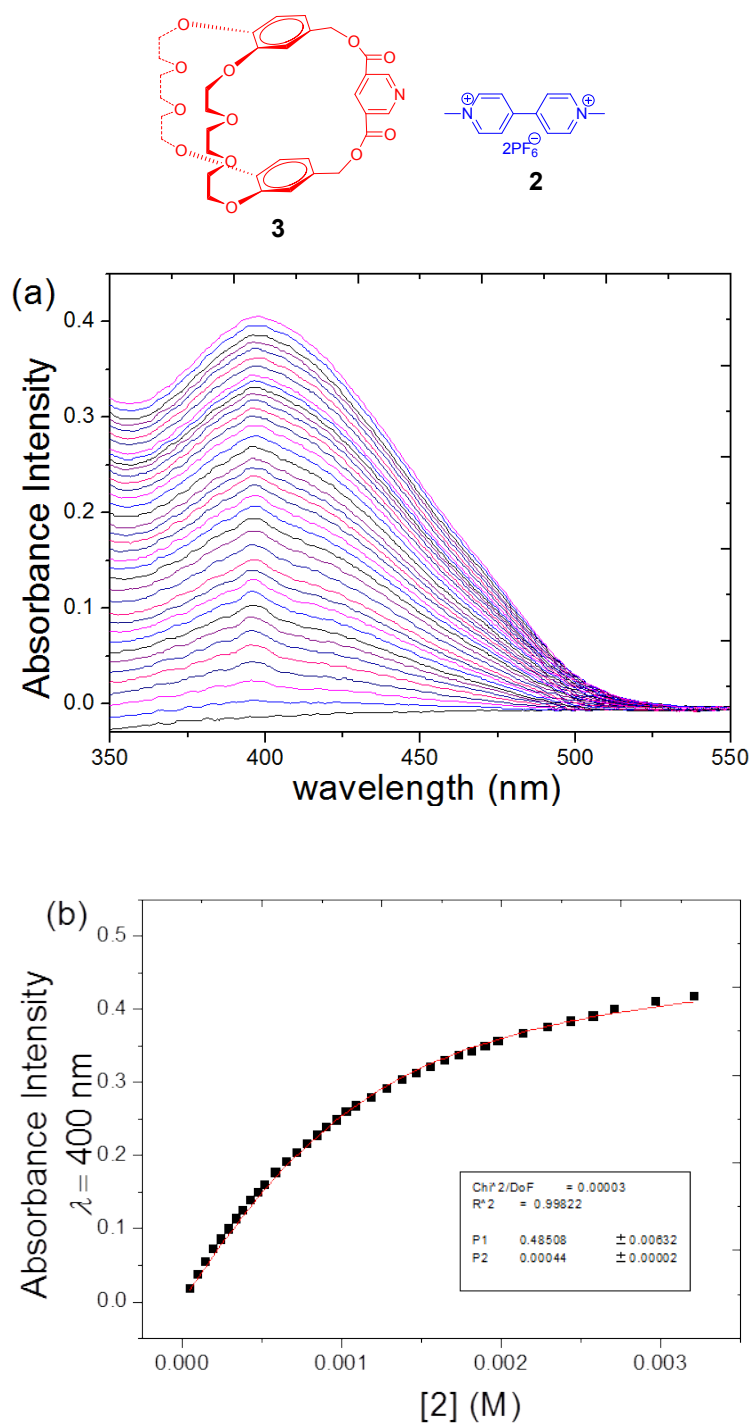 O
O
O
O
O
O
O
O
O
O
O
O
N
O
O
3
N
+
N
+
2PF6
−
2
(a)
0.4
0.3
0.2
0.1
0.0
Absorbance Intensity
350 400 450 500 550
wavelength (nm)
(b)
0.5
0.4
0.3
0.2
0.1
0.0
Absorbance Intensity
λ = 400 nm
Chi^2/DoF = 0.00003
R^2 = 0.99822
P1 0.48508 ±0.00632
P2 0.00044 ±0.00002
0.000 0.001 0.002 0.003
[2] (M)